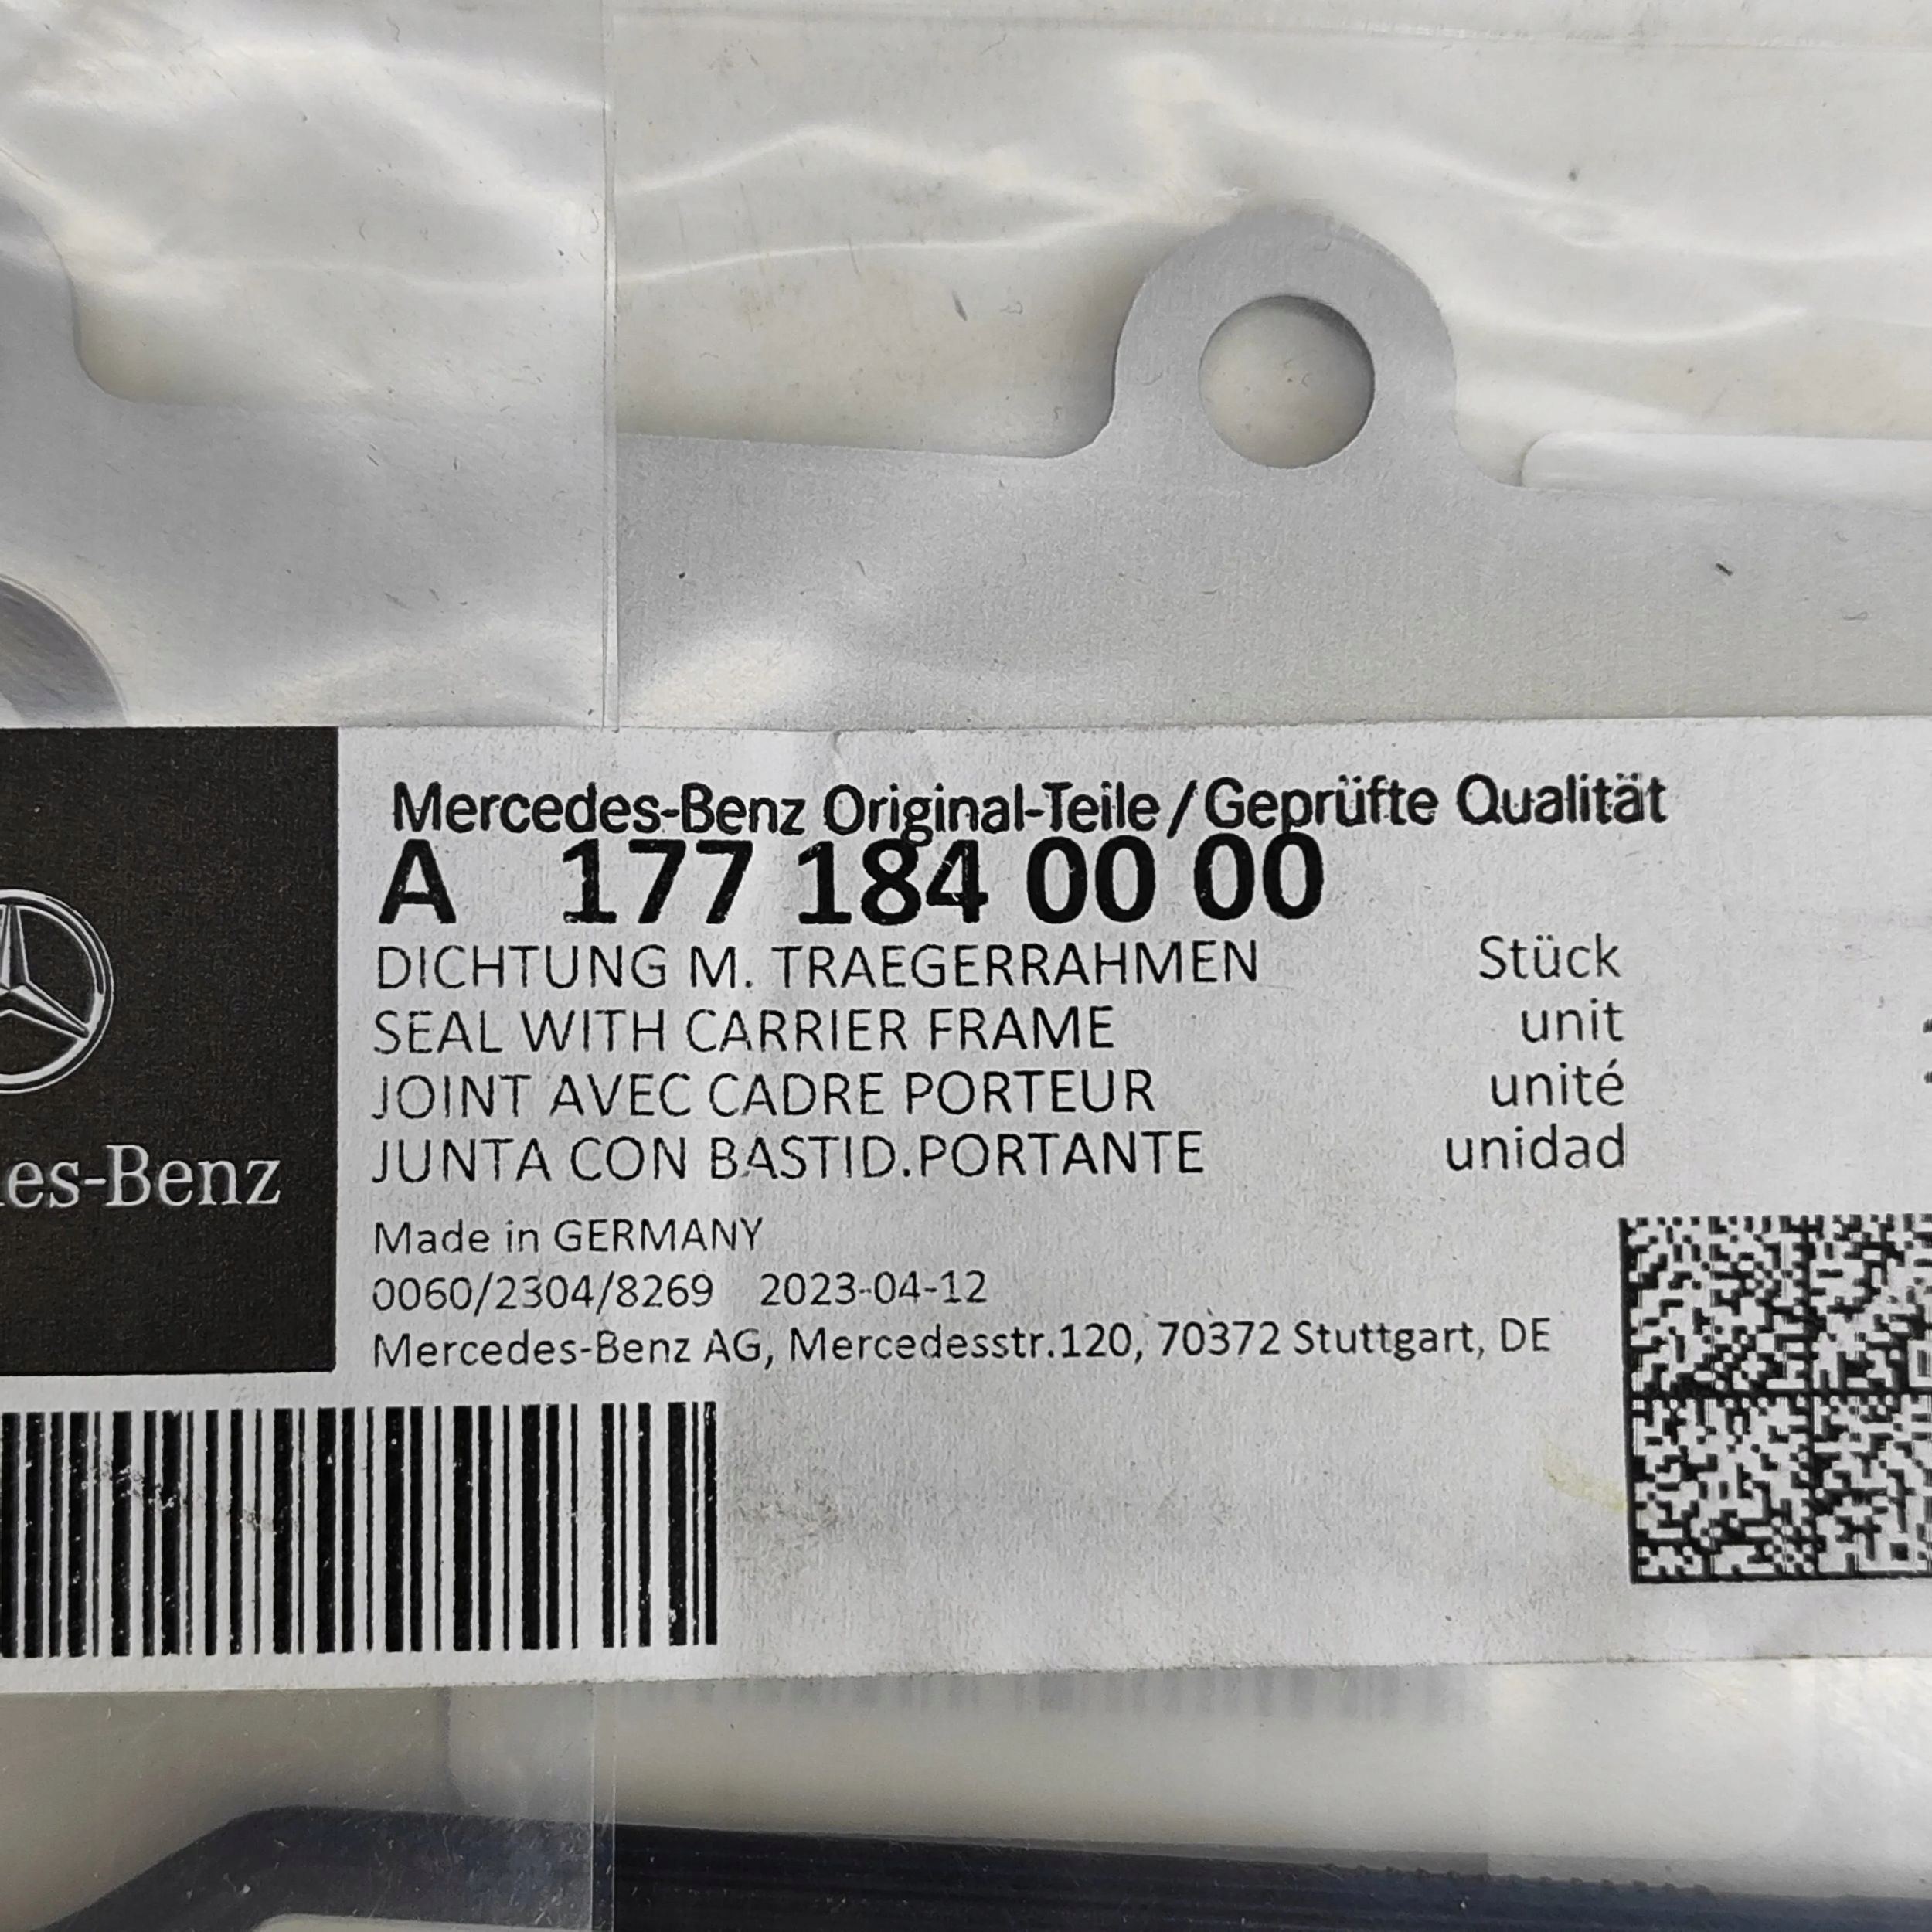 Mercedes-Benz Original-Teile/Geprüfte Qualität
A 177 184 00 00
DICHTUNG M. TRAEGERRAHMEN Stück
SEAL WITH CARRIER FRAME unit
JOINT AVEC CADRE PORTEUR unité
JUNTA CON BASTID.PORTANTE unidad
es-Benz
Made in GERMANY
0060/2304/8269 2023-04-12
Mercedes-Benz AG, Mercedesstr.120, 70372 Stuttgart, DE